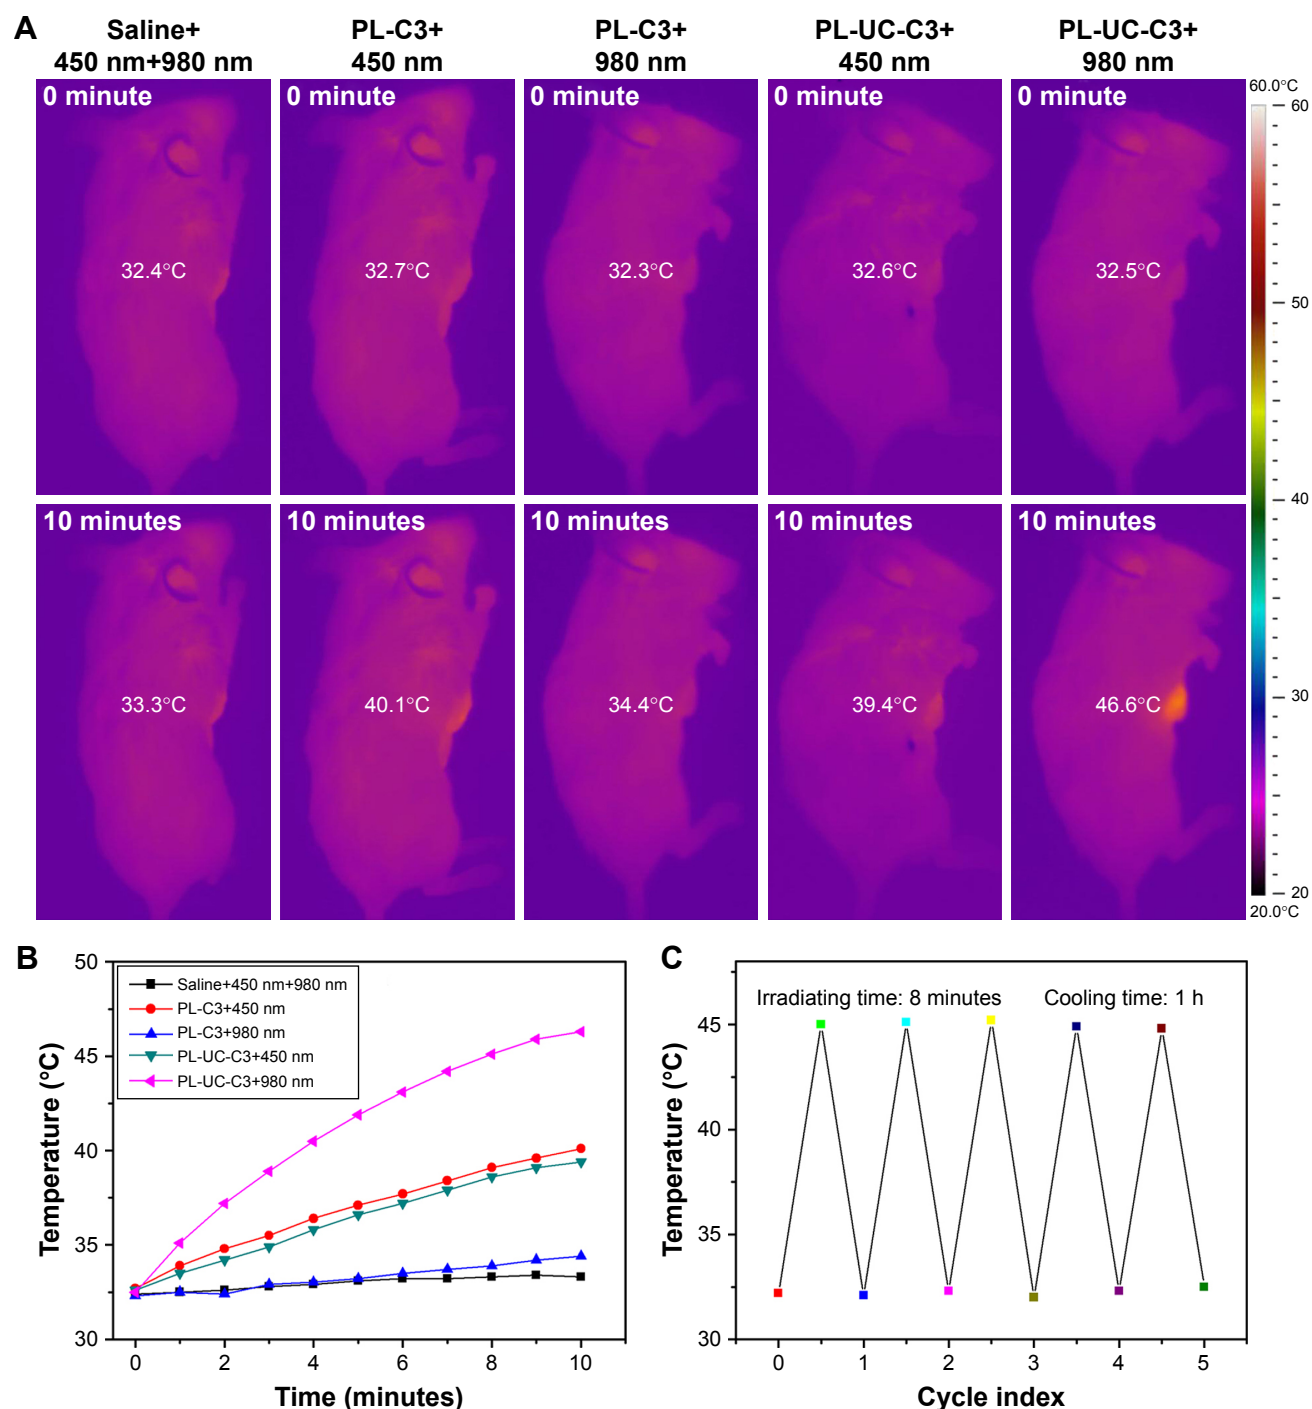 A
Saline+
450 nm+980 nm
PL-C3+
450 nm
PL-C3+
980 nm
PL-UC-C3+
450 nm
PL-UC-C3+
980 nm
0 minute
0 minute
0 minute
0 minute
0 minute
32.4°C
32.7°C
32.3°C
32.6°C
32.5°C
10 minutes
10 minutes
10 minutes
10 minutes
10 minutes
33.3°C
40.1°C
34.4°C
39.4°C
46.6°C
60.0°C
60
50
40
30
20
20.0°C
B
50
45
40
35
30
Temperature (°C)
Saline+450 nm+980 nm
PL-C3+450 nm
PL-C3+980 nm
PL-UC-C3+450 nm
PL-UC-C3+980 nm
0
2
4
6
8
10
Time (minutes)
C
Irradiating time: 8 minutes
Cooling time: 1 h
45
40
35
30
Temperature (°C)
0
1
2
3
4
5
Cycle index